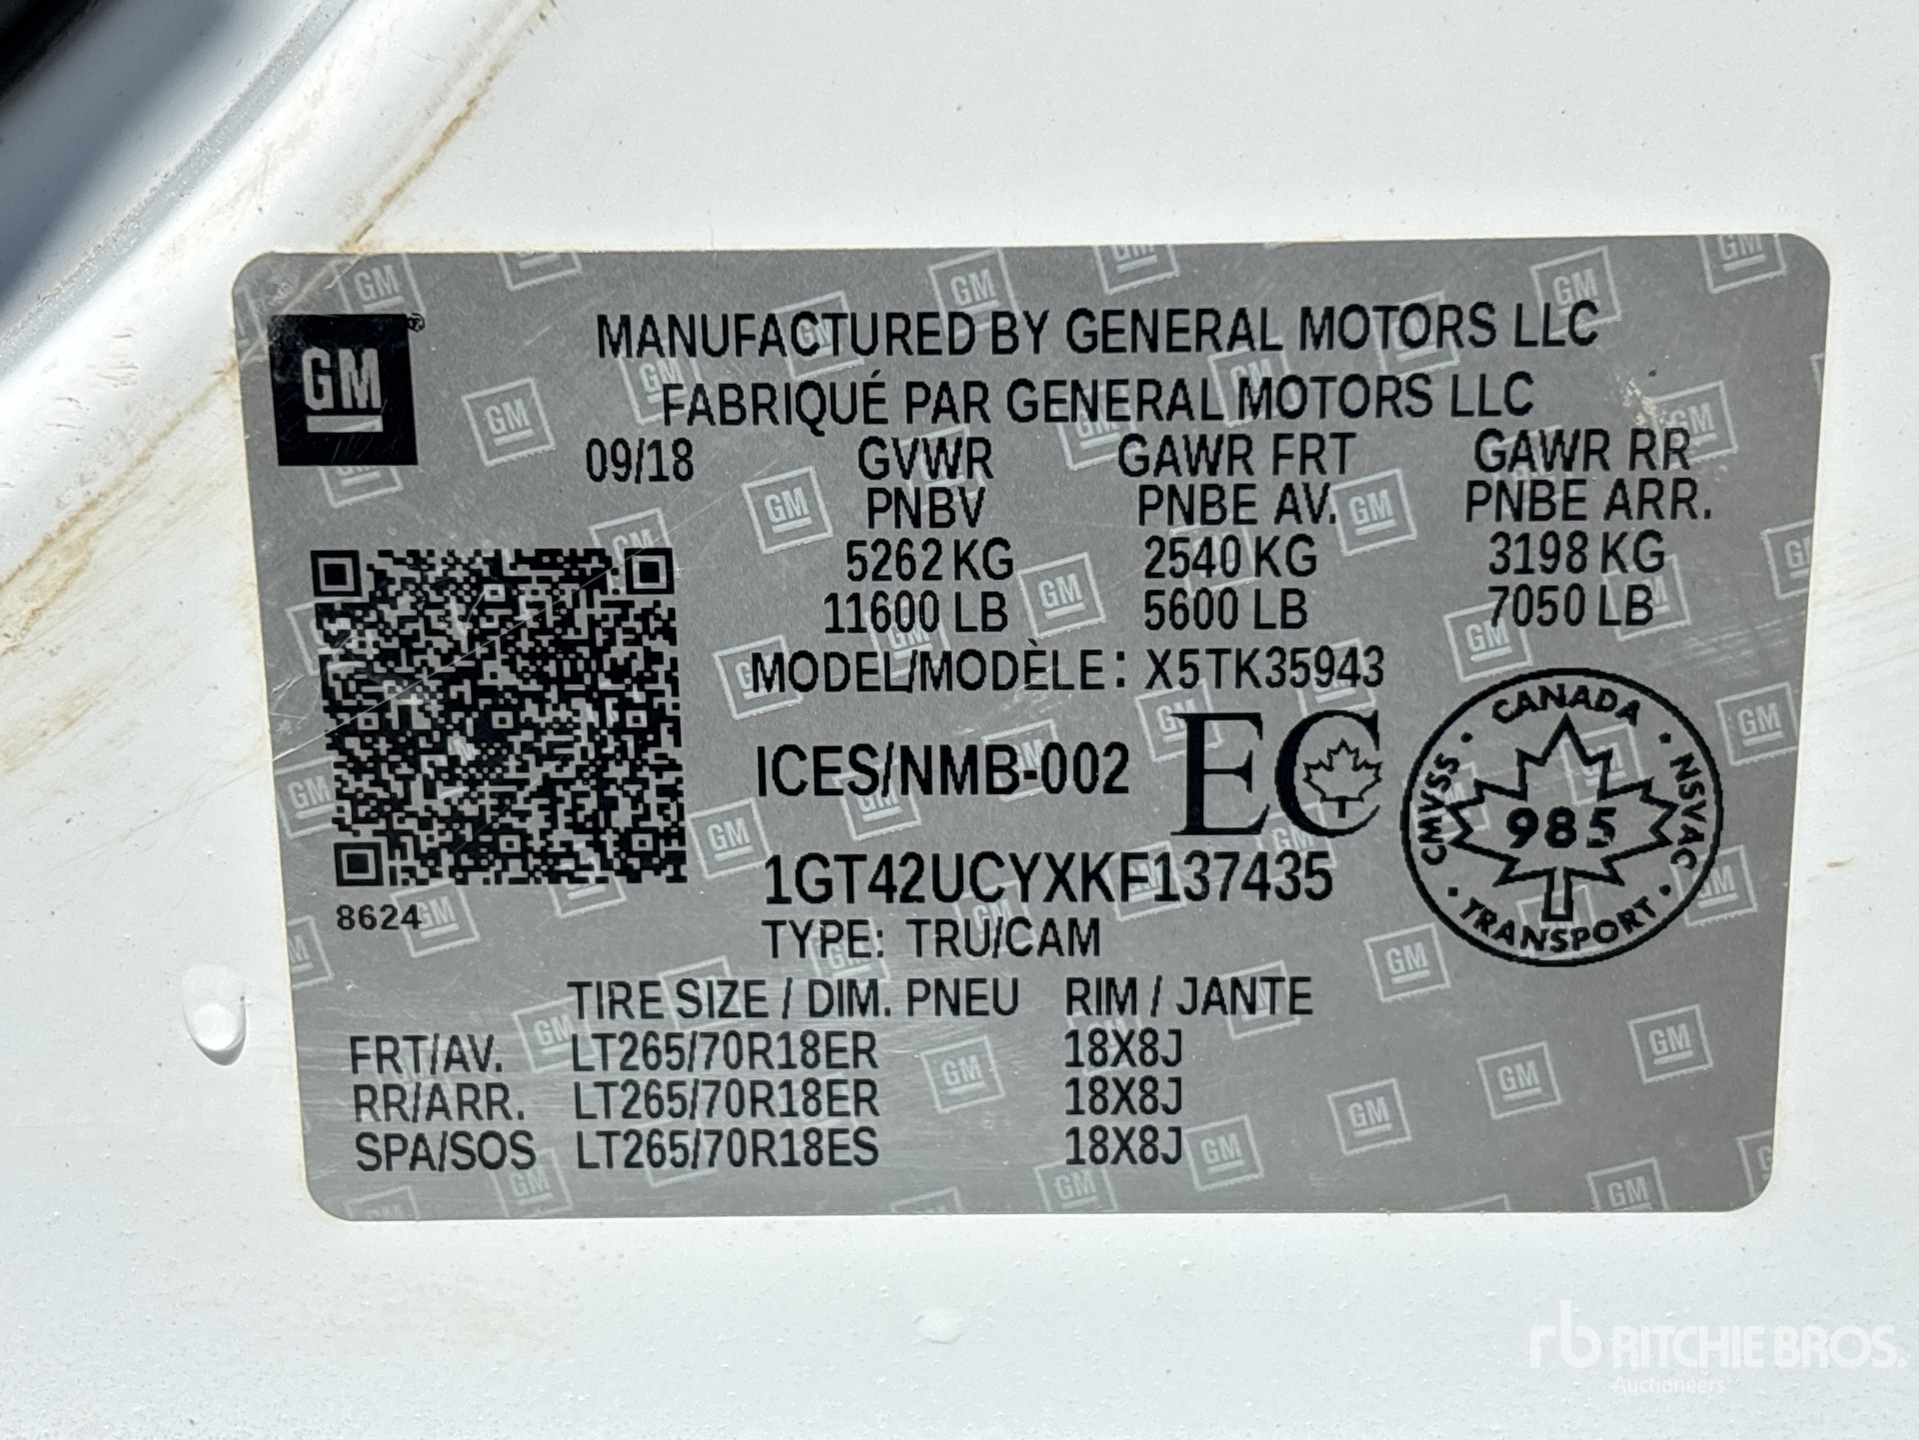 GM
MANUFACTURED BY GENERAL MOTORS LLC
FABRIQUÉ PAR GENERAL MOTORS LLC
09/18 GVWR GAWR FRT GAWR RR
PNBV PNBE AV. PNBE ARR.
5262 KG 2540 KG 3198 KG
11600 LB 5600 LB 7050 LB
MODEL/MODÈLE: X5TK35943
ICES/NMB-002 EC
CANADA · NSVAC · TRANSPORT · CMVSS ·
985
1GT42UCYXKF137435
8624
TYPE: TRU/CAM
TIRE SIZE / DIM. PNEU RIM / JANTE
FRT/AV. LT265/70R18ER 18X8J
RR/ARR. LT265/70R18ER 18X8J
SPA/SOS LT265/70R18ES 18X8J
rb RITCHIE BROS.
Auctioneers